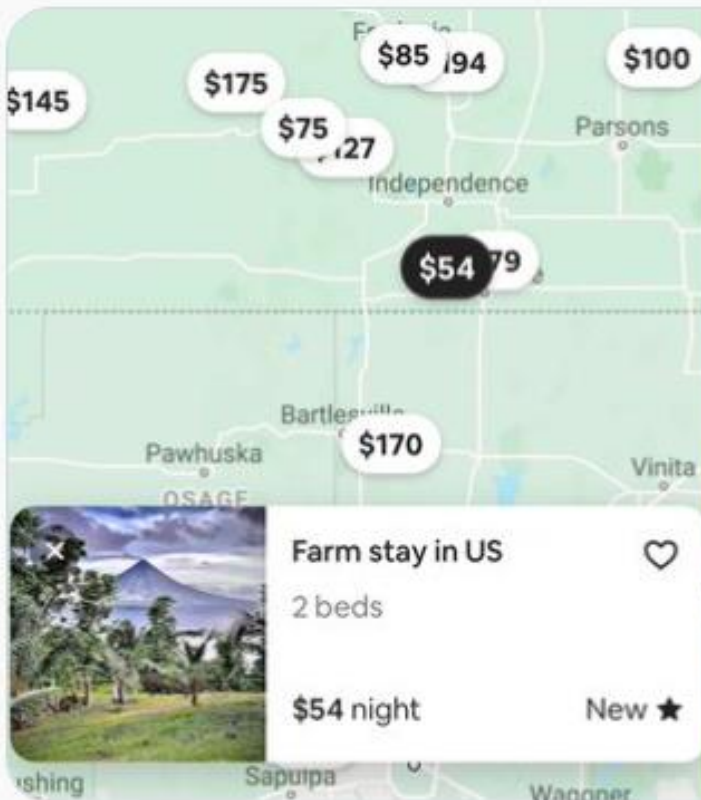 $85
$175
$100
$145
$75
Parsons
Independence
$54
Bartlesville
$170
Pawhuska
Vinita
OSAGE
Farm stay in US
2 beds
$54 night
New ★
Sapulpa